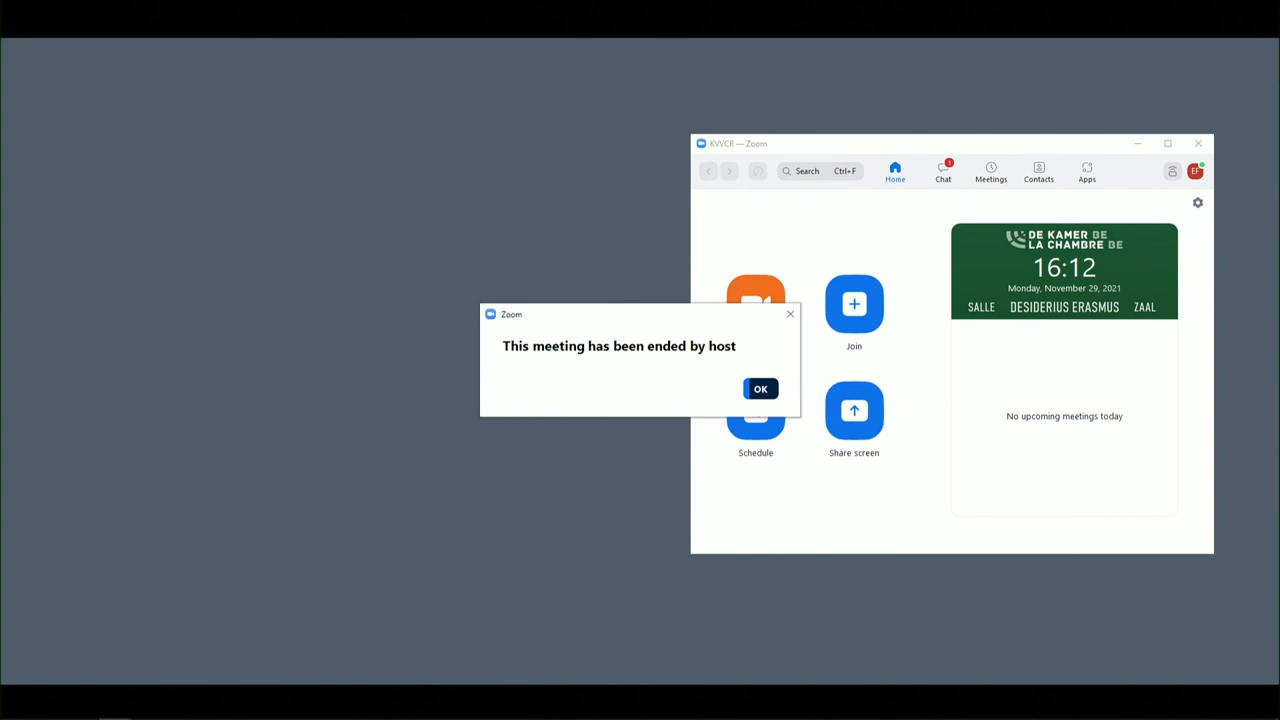 KVVCR — Zoom
Search Ctrl+F
Home
Chat
1
Meetings
Contacts
Apps
EF
DE KAMER BE
LA CHAMBRE BE
16:12
Monday, November 29, 2021
SALLE DESIDERIUS ERASMUS ZAAL
Zoom
This meeting has been ended by host
OK
Join
Schedule
Share screen
No upcoming meetings today